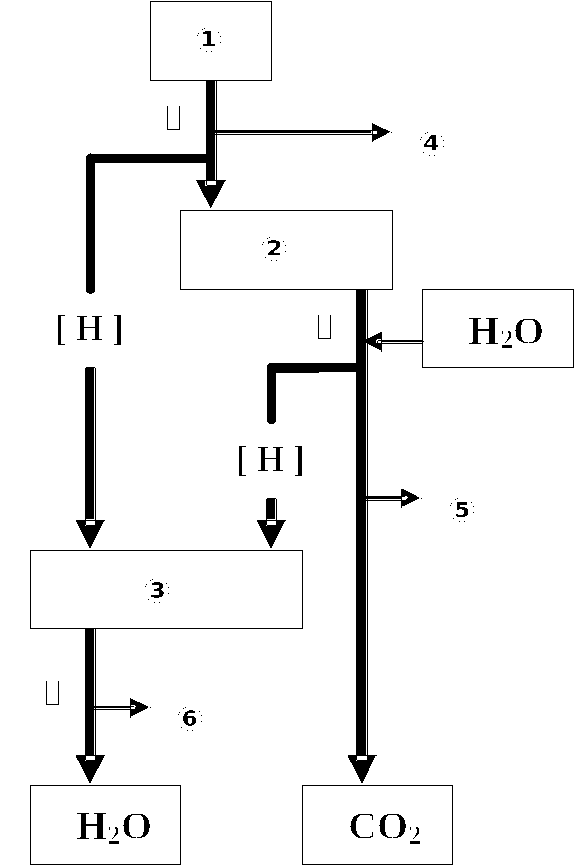 ①
④
②
H₂O
[ H ]
[ H ]
⑤
③
⑥
H₂O
CO₂